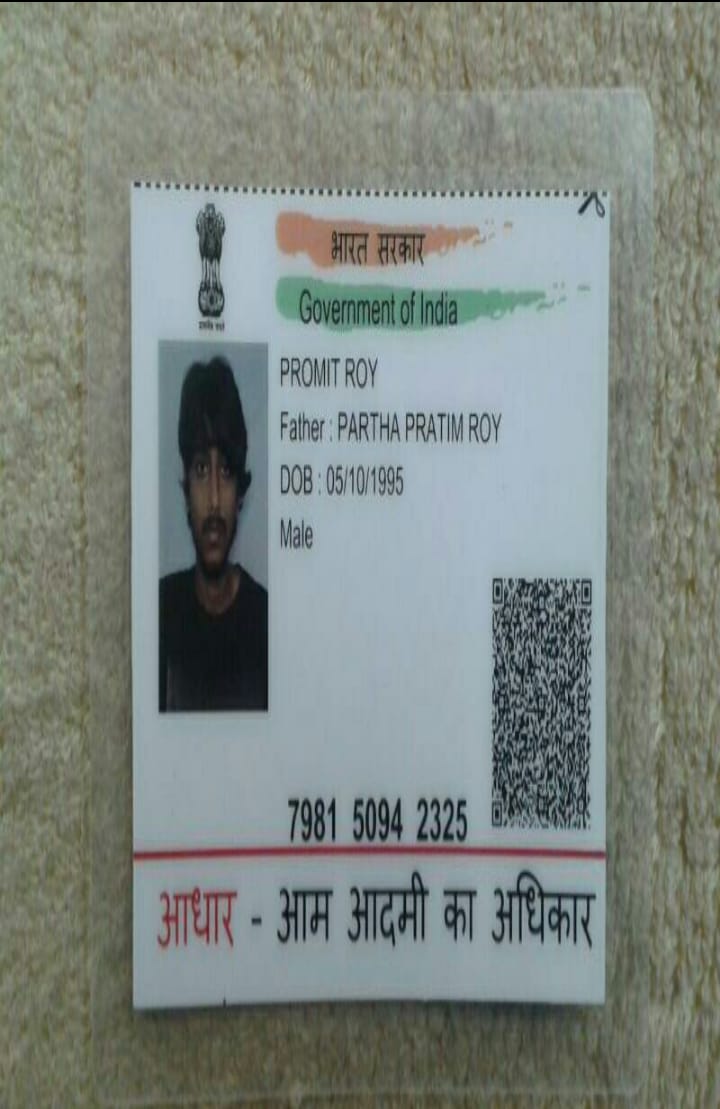 भारत सरकार
Government of India
PROMIT ROY
Father : PARTHA PRATIM ROY
DOB : 05/10/1995
Male
7981 5094 2325
आधार - आम आदमी का अधिकार